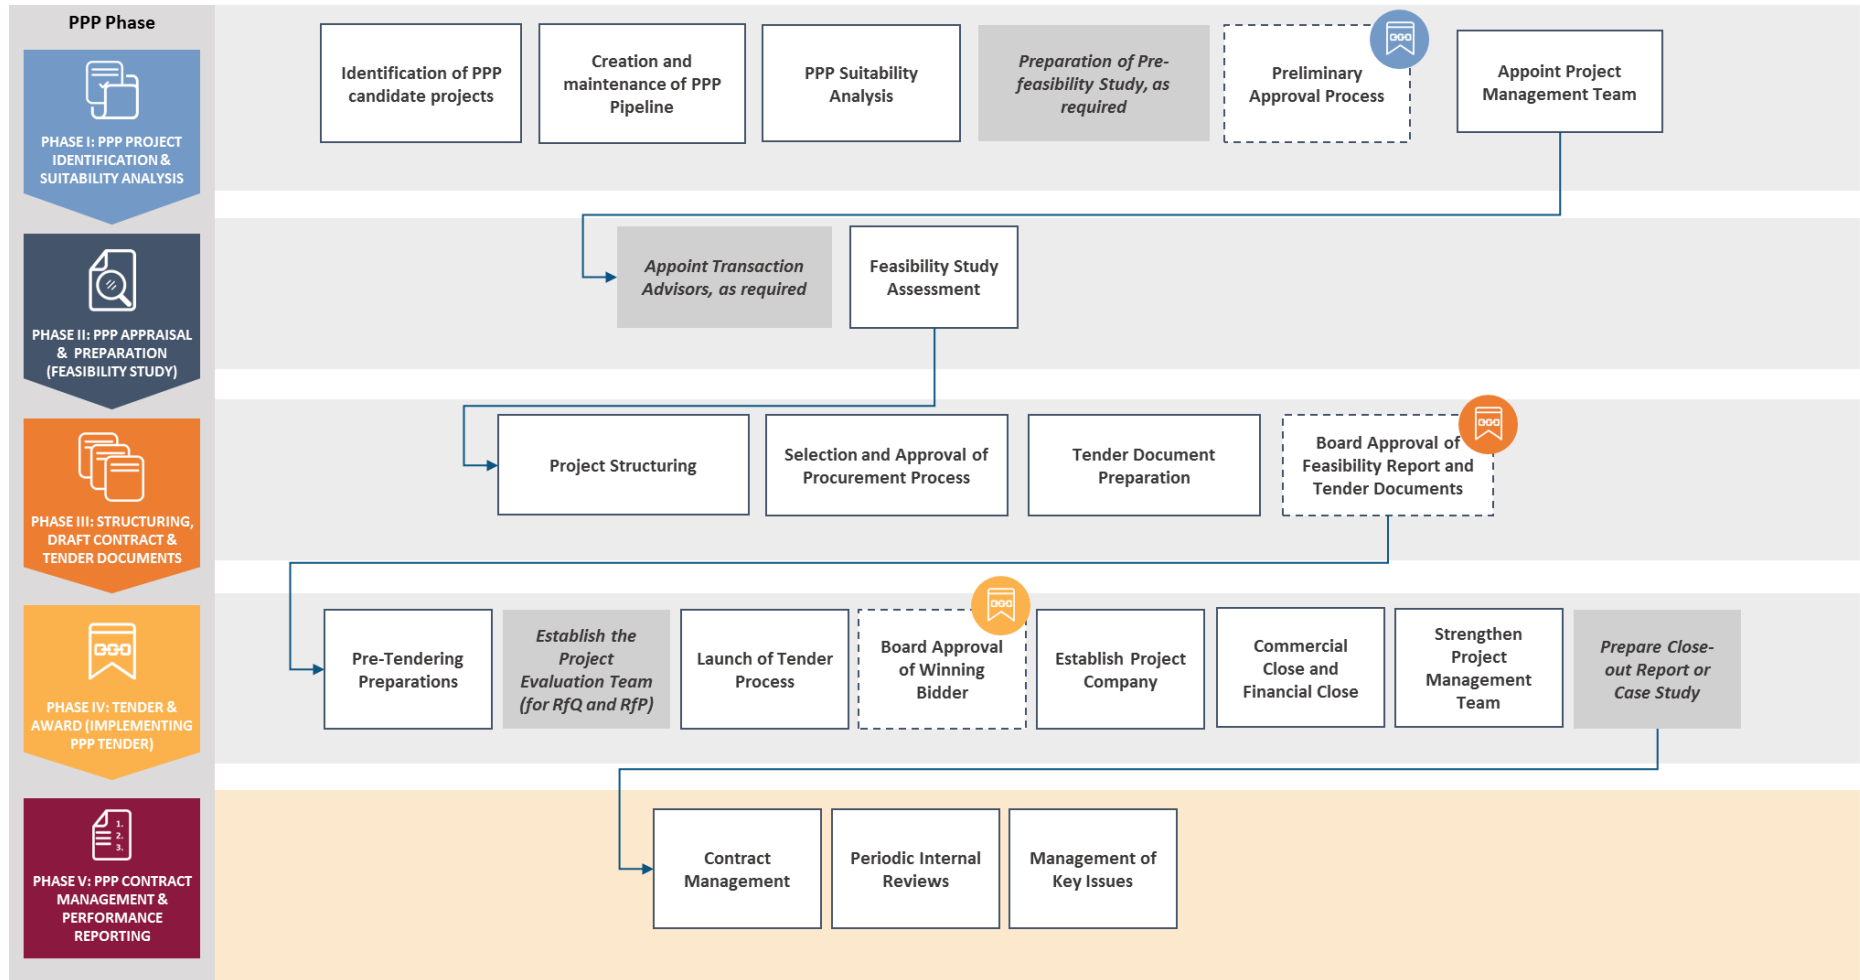 PPP Phase
PHASE I: PPP PROJECT
IDENTIFICATION &
SUITABILITY ANALYSIS
Identification of PPP
candidate projects
Creation and
maintenance of PPP
Pipeline
PPP Suitability
Analysis
Preparation of Pre-
feasibility Study, as
required
Preliminary
Approval Process
Appoint Project
Management Team
PHASE II: PPP APPRAISAL
& PREPARATION
(FEASIBILITY STUDY)
Appoint Transaction
Advisors, as required
Feasibility Study
Assessment
PHASE III: STRUCTURING,
DRAFT CONTRACT &
TENDER DOCUMENTS
Project Structuring
Selection and Approval of
Procurement Process
Tender Document
Preparation
Board Approval of
Feasibility Report and
Tender Documents
PHASE IV: TENDER &
AWARD (IMPLEMENTING
PPP TENDER)
Pre-Tendering
Preparations
Establish the
Project
Evaluation Team
(for RfQ and RfP)
Launch of Tender
Process
Board Approval
of Winning
Bidder
Establish Project
Company
Commercial
Close and
Financial Close
Strengthen
Project
Management
Team
Prepare Close-
out Report or
Case Study
1.
2.
3.
PHASE V: PPP CONTRACT
MANAGEMENT &
PERFORMANCE
REPORTING
Contract
Management
Periodic Internal
Reviews
Management of
Key Issues